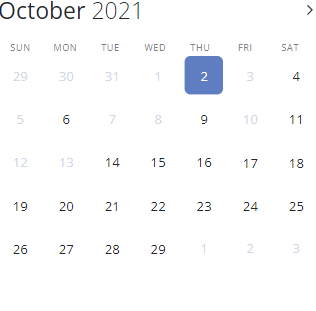 October 2021
SUN MON TUE WED THU FRI SAT
29 30 31 1 2 3 4
5 6 7 8 9 10 11
12 13 14 15 16 17 18
19 20 21 22 23 24 25
26 27 28 29 1 2 3